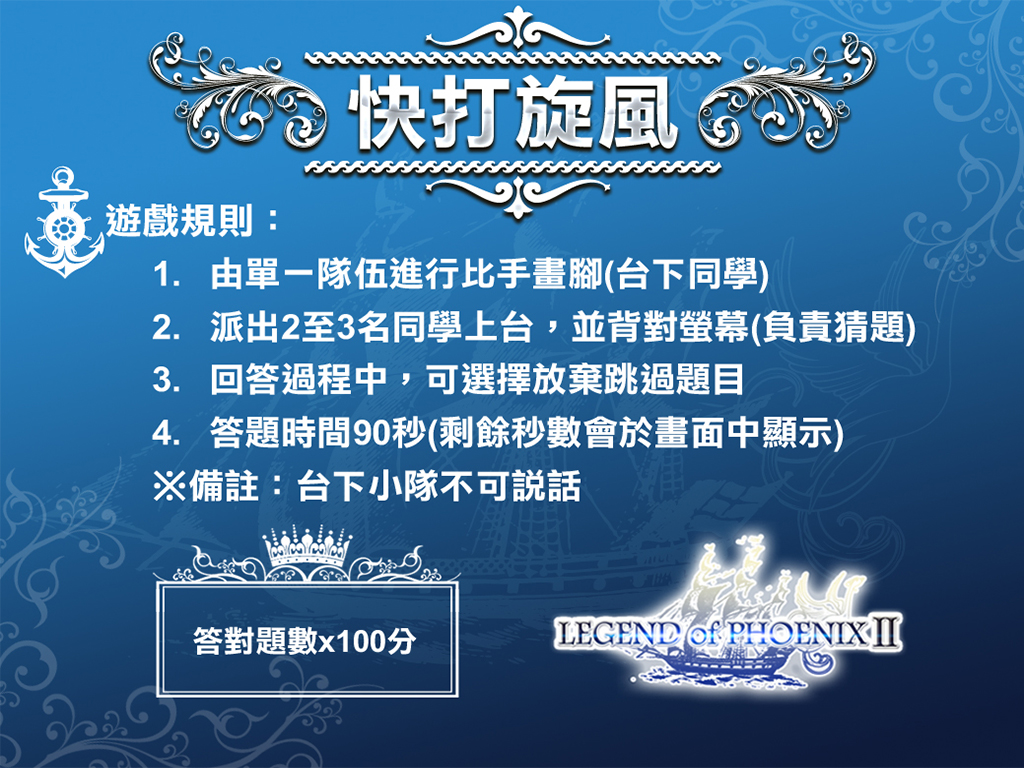 快打旋風
遊戲規則：
1. 由單一隊伍進行比手畫腳(台下同學)
2. 派出2至3名同學上台，並背對螢幕(負責猜題)
3. 回答過程中，可選擇放棄跳過題目
4. 答題時間90秒(剩餘秒數會於畫面中顯示)
※備註：台下小隊不可說話
答對題數x100分
LEGEND of PHOENIX II